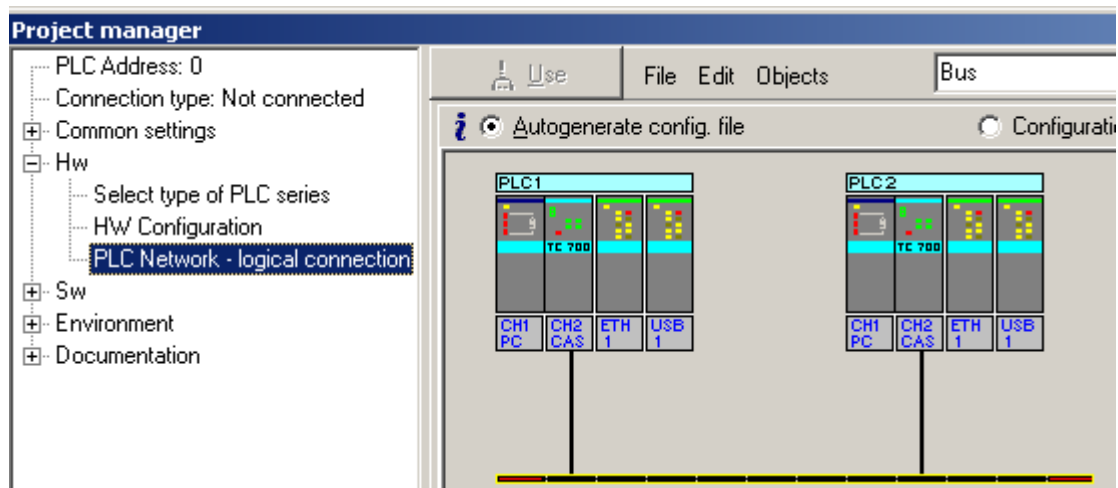 Project manager
PLC Address: 0
Connection type: Not connected
Common settings
Hw
Select type of PLC series
HW Configuration
PLC Network - logical connection
Sw
Environment
Documentation
Use File Edit Objects Bus
i Autogenerate config. file Configurati
PLC1 PLC2
TC 700 TC 700
CH1 CH2 ETH USB CH1 CH2 ETH USB
PC CAS 1 1 PC CAS 1 1